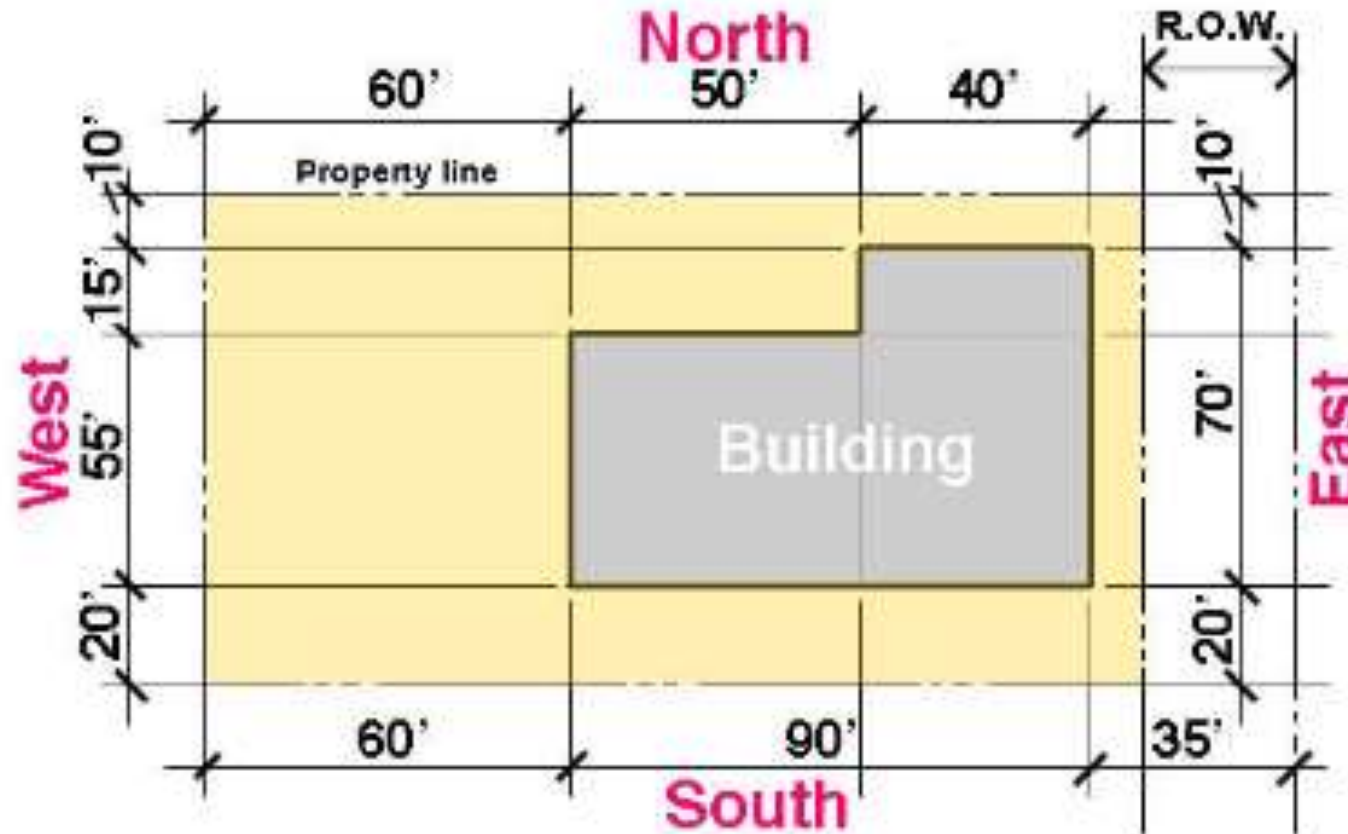 North
R.O.W.
60’
50’
40’
10’
10’
Property line
15’
West
55’
Building
70’
East
20’
20’
60’
90’
35’
South